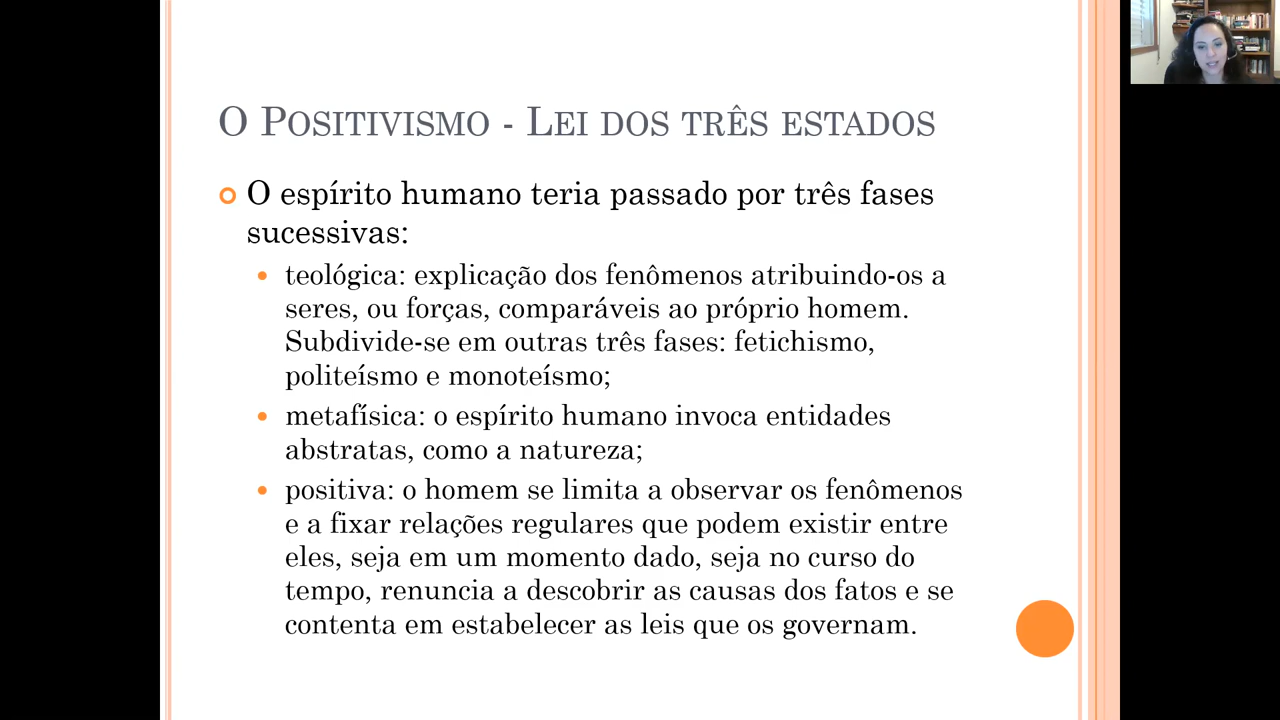 O Positivismo - Lei dos três estados
O espírito humano teria passado por três fases
sucessivas:
teológica: explicação dos fenômenos atribuindo-os a
seres, ou forças, comparáveis ao próprio homem.
Subdivide-se em outras três fases: fetichismo,
politeísmo e monoteísmo;
metafísica: o espírito humano invoca entidades
abstratas, como a natureza;
positiva: o homem se limita a observar os fenômenos
e a fixar relações regulares que podem existir entre
eles, seja em um momento dado, seja no curso do
tempo, renuncia a descobrir as causas dos fatos e se
contenta em estabelecer as leis que os governam.